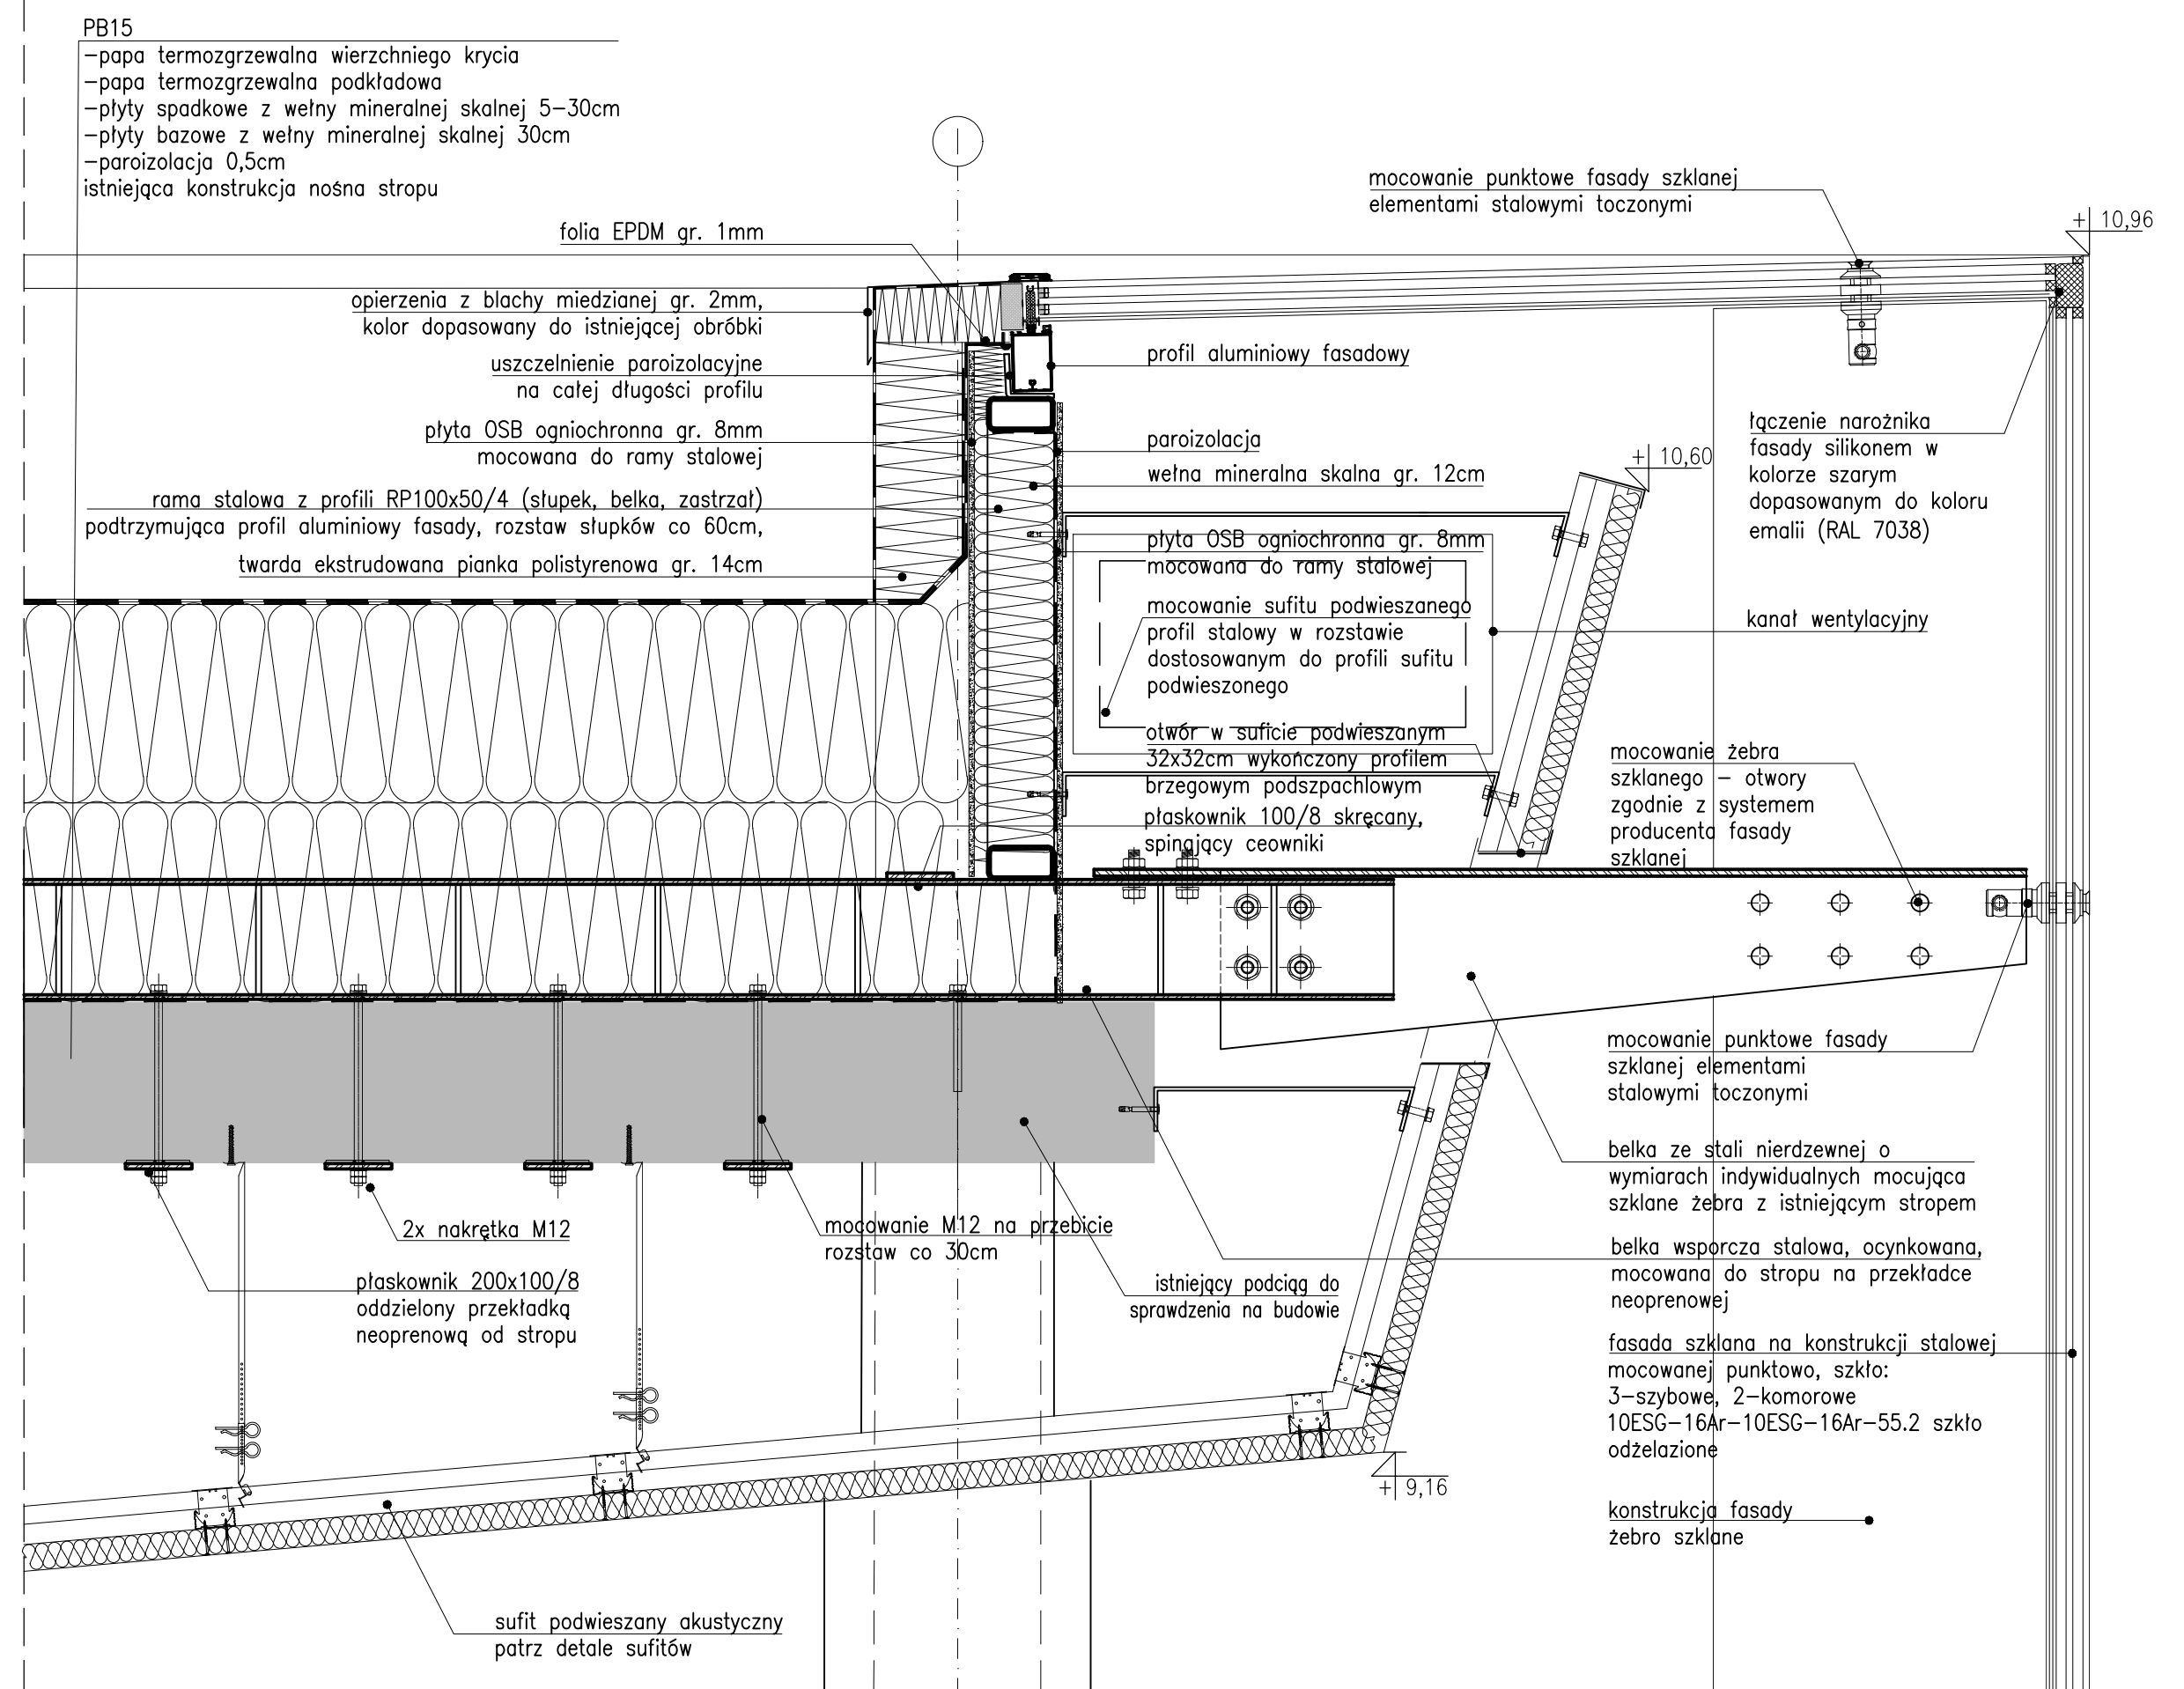 PB15
-papa termozgrzewalna wierzchniego krycia
-papa termozgrzewalna podkładowa
-płyty spadkowe z wełny mineralnej skalnej 5-30cm
-płyty bazowe z wełny mineralnej skalnej 30cm
-paroizolacja 0,5cm
istniejąca konstrukcja nośna stropu
folia EPDM gr. 1mm
opierzenia z blachy miedzianej gr. 2mm,
kolor dopasowany do istniejącej obróbki
uszczelnienie paroizolacyjne
na całej długości profilu
płyta OSB ogniochronna gr. 8mm
mocowana do ramy stalowej
rama stalowa z profili RP100x50/4 (słupek, belka, zastrzał)
podtrzymująca profil aluminiowy fasady, rozstaw słupków co 60cm,
twarda ekstrudowana pianka polistyrenowa gr. 14cm
mocowanie punktowe fasady szklanej
elementami stalowymi toczonymi
+ 10,96
profil aluminiowy fasadowy
paroizolacja
wełna mineralna skalna gr. 12cm
+ 10,60
łączenie narożnika
fasady silikonem w
kolorze szarym
dopasowanym do koloru
emalii (RAL 7038)
płyta OSB ogniochronna gr. 8mm
mocowana do ramy stalowej
mocowanie sufitu podwieszanego
profil stalowy w rozstawie
dostosowanym do profili sufitu
podwieszonego
kanał wentylacyjny
otwór w suficie podwieszanym
32x32cm wykończony profilem
brzegowym podszpachlowym
płaskownik 100/8 skręcany,
spinający ceowniki
mocowanie żebra
szklanego - otwory
zgodnie z systemem
producenta fasady
szklanej
mocowanie punktowe fasady
szklanej elementami
stalowymi toczonymi
belka ze stali nierdzewnej o
wymiarach indywidualnych mocująca
szklane żebra z istniejącym stropem
belka wsporcza stalowa, ocynkowana,
mocowana do stropu na przekładce
neoprenowej
fasada szklana na konstrukcji stalowej
mocowanej punktowo, szkło:
3-szybowe, 2-komorowe
10ESG-16Ar-10ESG-16Ar-55.2 szkło
odżelazione
konstrukcja fasady
żebro szklane
2x nakrętka M12
płaskownik 200x100/8
oddzielony przekładką
neoprenową od stropu
mocowanie M12 na przebicie
rozstaw co 30cm
istniejący podciąg do
sprawdzenia na budowie
+ 9,16
sufit podwieszany akustyczny
patrz detale sufitów